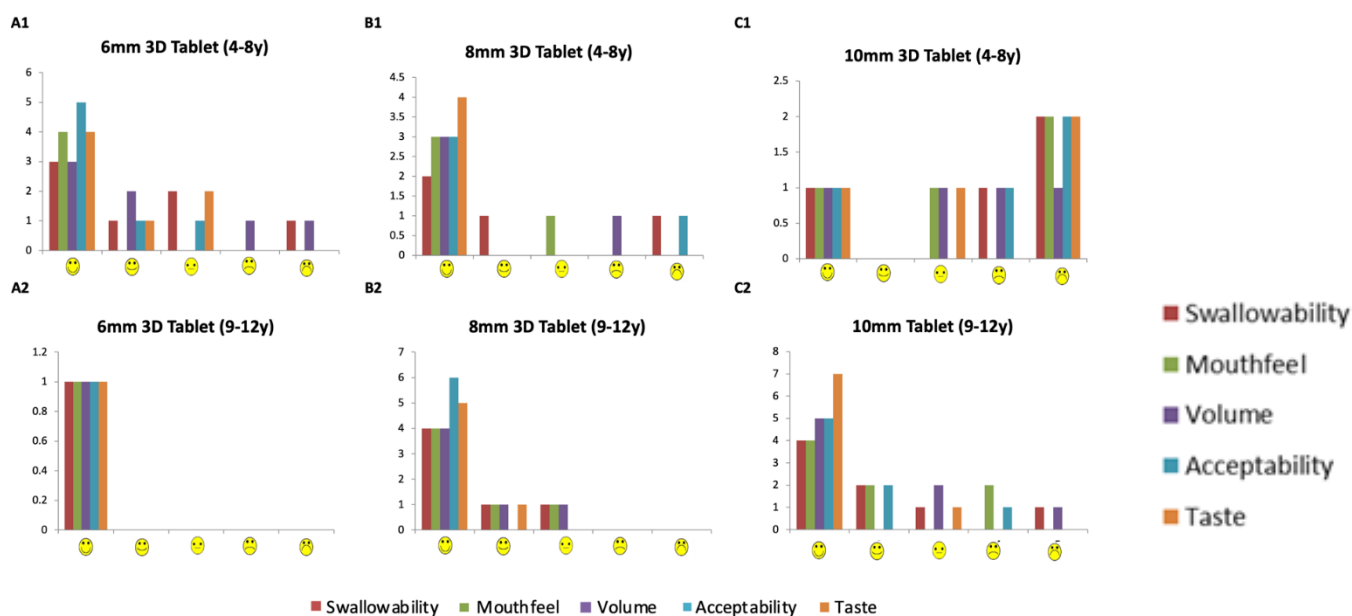 A1
6mm 3D Tablet (4-8y)
6
5
4
3
2
1
0
B1
8mm 3D Tablet (4-8y)
4.5
4
3.5
3
2.5
2
1.5
1
0.5
0
C1
10mm 3D Tablet (4-8y)
2.5
2
1.5
1
0.5
0
A2
6mm 3D Tablet (9-12y)
1.2
1
0.8
0.6
0.4
0.2
0
B2
8mm 3D Tablet (9-12y)
7
6
5
4
3
2
1
0
C2
10mm Tablet (9-12y)
8
7
6
5
4
3
2
1
0
Swallowability
Mouthfeel
Volume
Acceptability
Taste
Swallowability Mouthfeel Volume Acceptability Taste